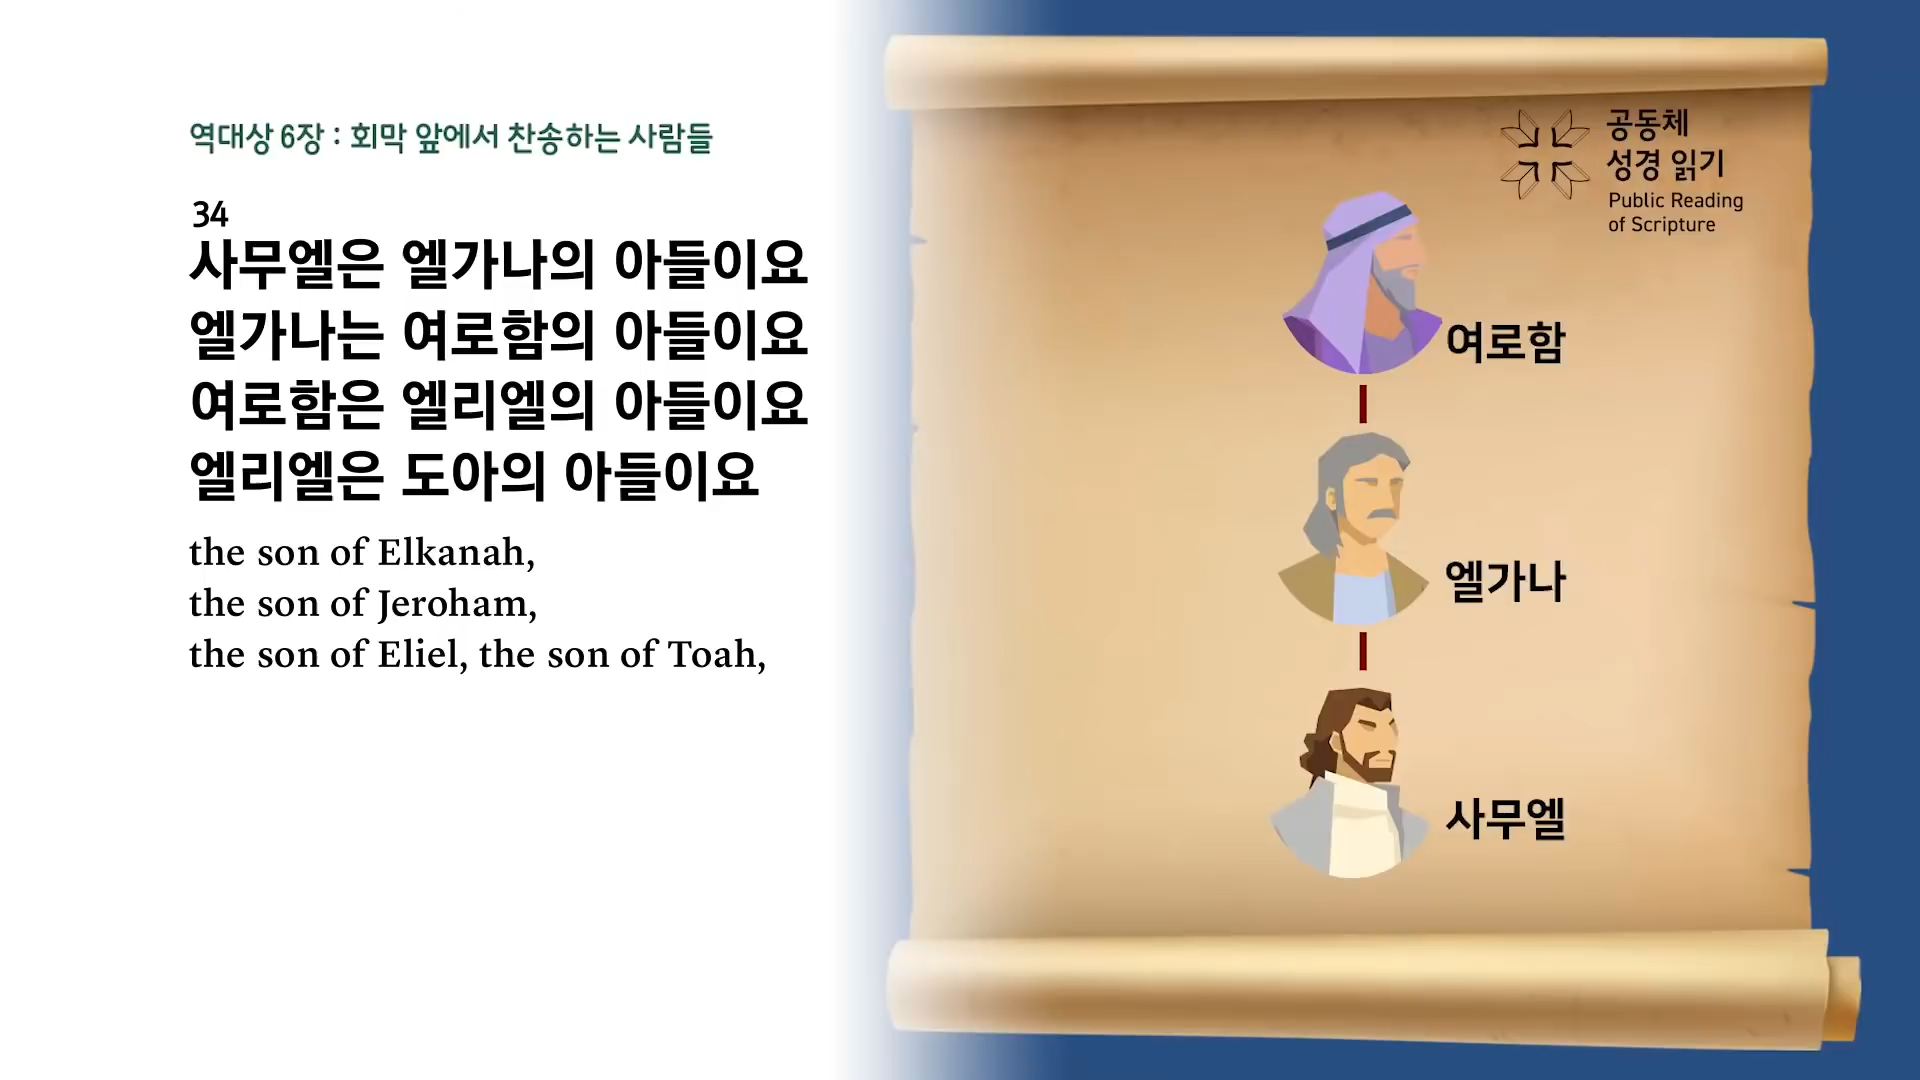 역대상 6장 : 회막 앞에서 찬송하는 사람들
34
사무엘은 엘가나의 아들이요
엘가나는 여로함의 아들이요
여로함은 엘리엘의 아들이요
엘리엘은 도아의 아들이요
the son of Elkanah,
the son of Jeroham,
the son of Eliel, the son of Toah,
공동체
성경 읽기
Public Reading
of Scripture
여로함
엘가나
사무엘